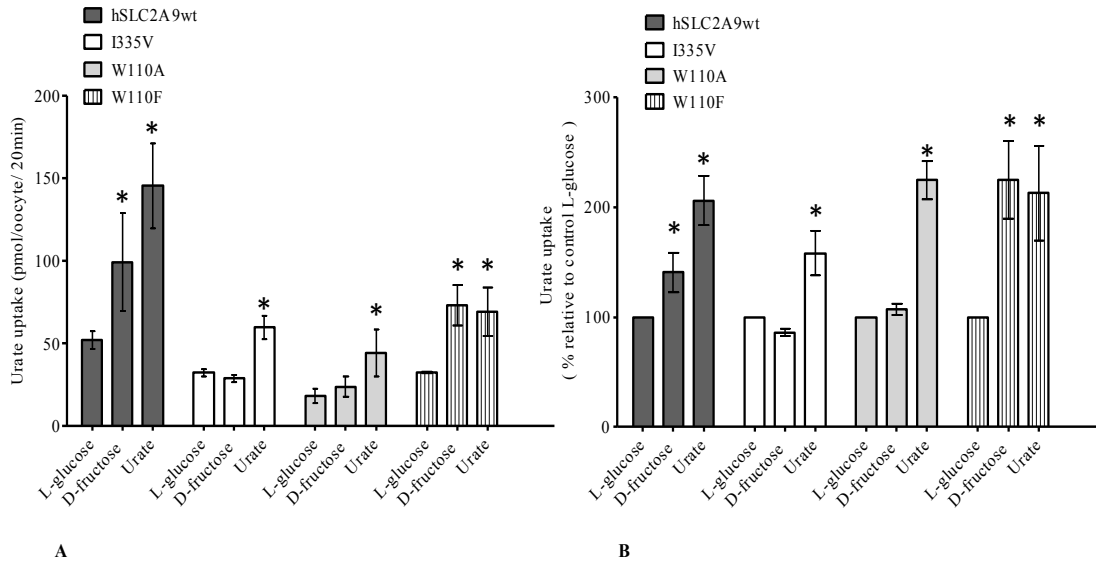 hSLC2A9wt
I335V
W110A
W110F
Urate uptake (pmol/oocyte/ 20min)
200
150
100
50
0
*
*
*
*
*
*
L-glucose
D-fructose
Urate
L-glucose
D-fructose
Urate
L-glucose
D-fructose
Urate
L-glucose
D-fructose
Urate
A
hSLC2A9wt
I335V
W110A
W110F
Urate uptake
( % relative to control L-glucose )
300
200
100
0
*
*
*
*
*
*
L-glucose
D-fructose
Urate
L-glucose
D-fructose
Urate
L-glucose
D-fructose
Urate
L-glucose
D-fructose
Urate
B